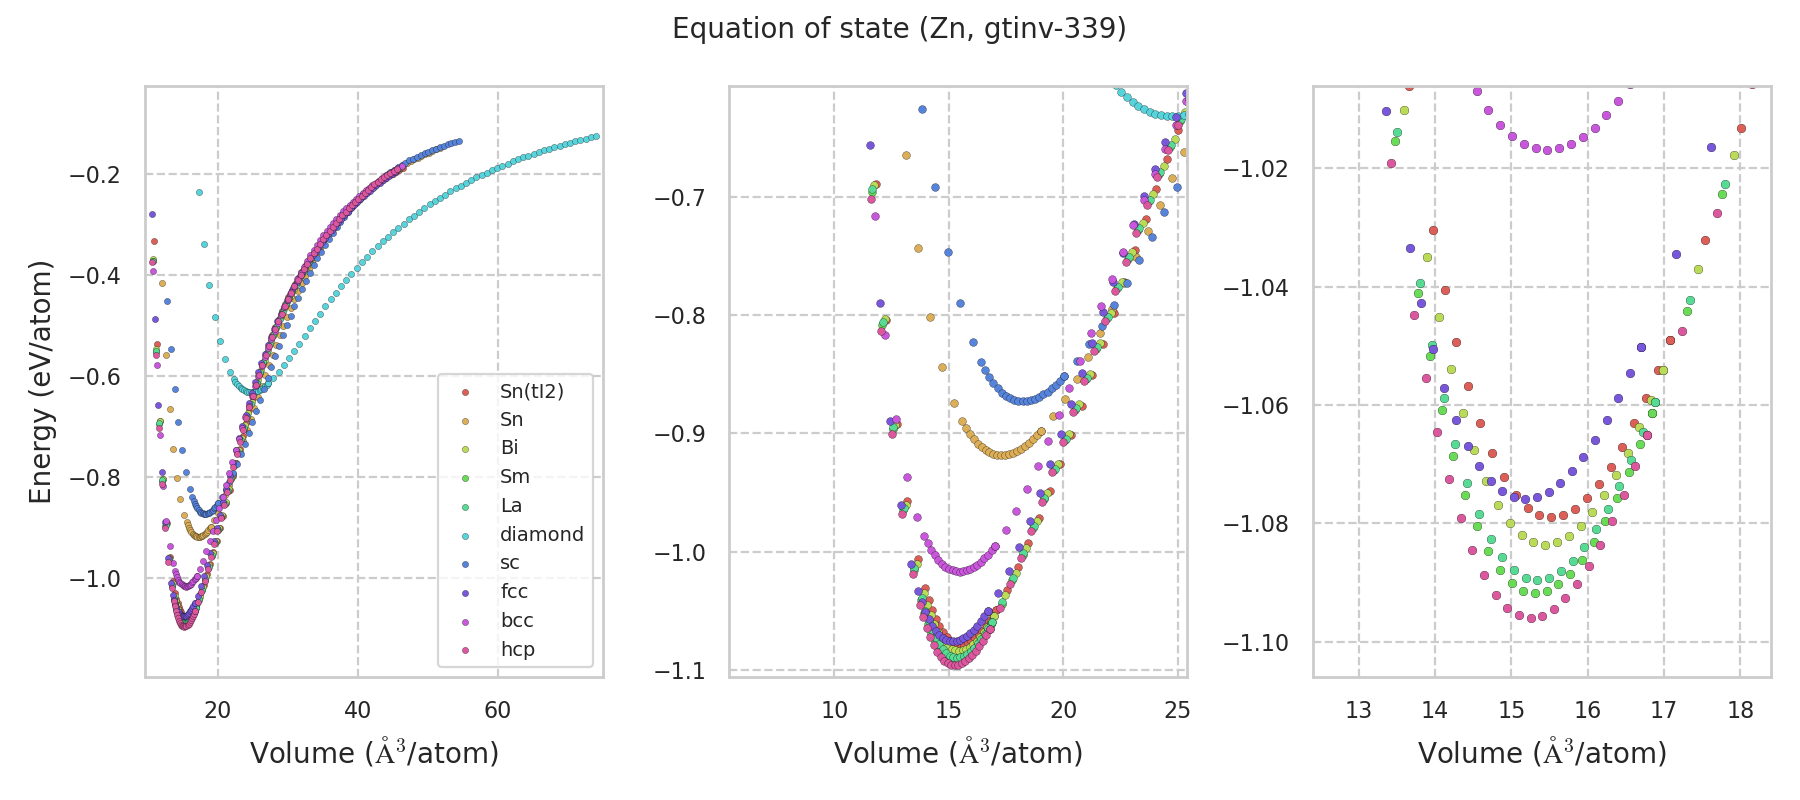 Equation of state (Zn, gtinv-339)
Energy (eV/atom)
−0.2
−0.4
−0.6
−0.8
−1.0
20 40 60
Volume (Å³/atom)
Sn(tI2)
Sn
Bi
Sm
La
diamond
sc
fcc
bcc
hcp
−0.7
−0.8
−0.9
−1.0
−1.1
10 15 20 25
Volume (Å³/atom)
−1.02
−1.04
−1.06
−1.08
−1.10
13 14 15 16 17 18
Volume (Å³/atom)